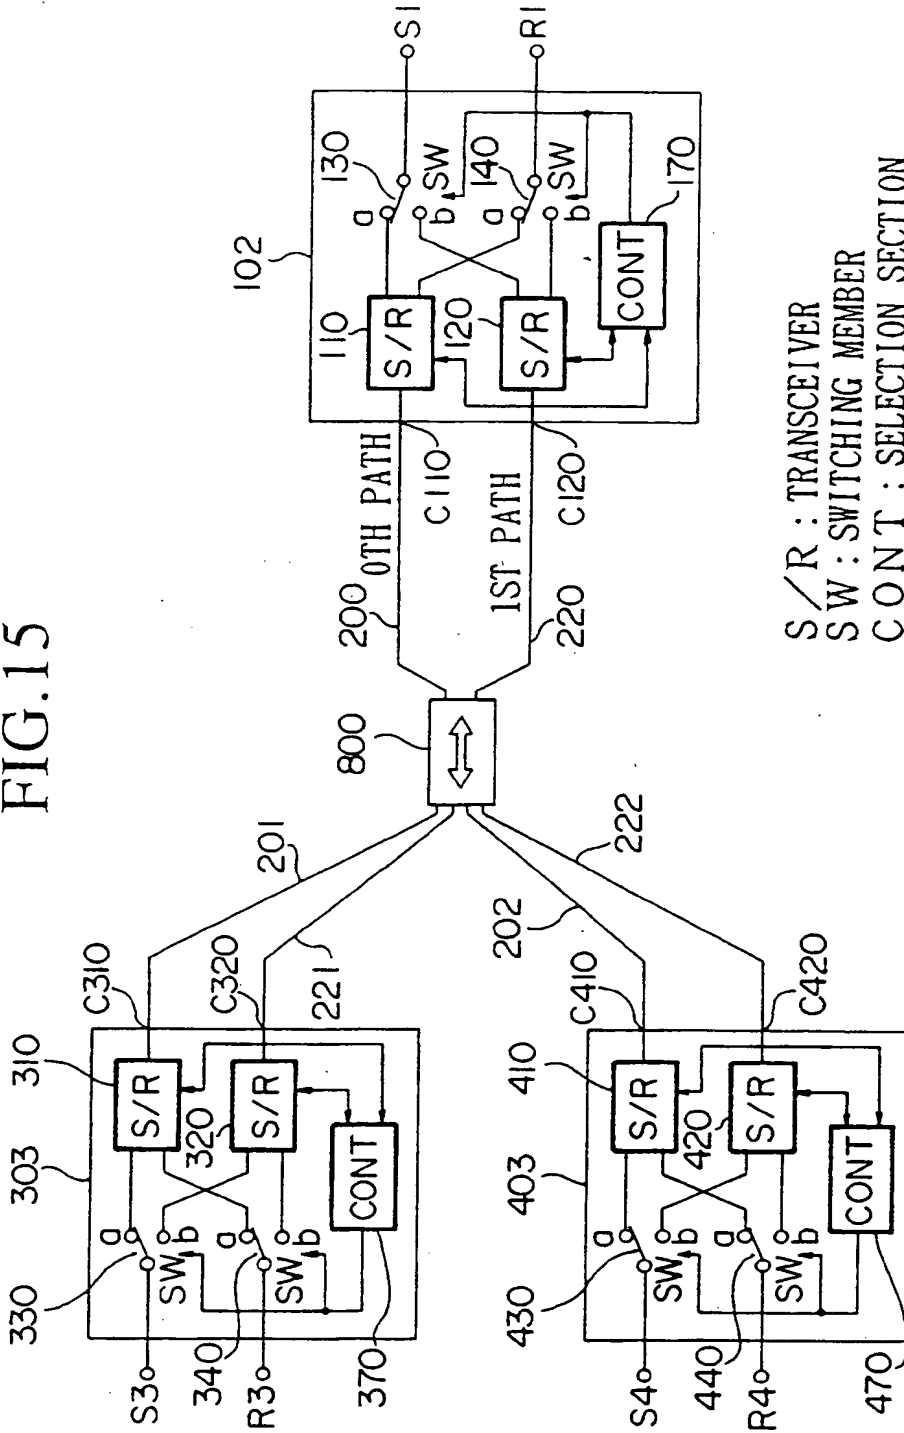 FIG.15
S1
R1
102
130
a
b
SW
140
a
b
SW
110
S/R
120
S/R
CONT
170
0TH PATH
C110
1ST PATH
C120
200
220
800
201
221
202
222
C310
C320
303
310
S/R
320
S/R
CONT
370
a
b
SW
330
a
b
SW
340
S3
R3
C410
C420
403
410
S/R
420
S/R
CONT
470
a
b
SW
430
a
b
SW
440
S4
R4
S/R : TRANSCEIVER
SW : SWITCHING MEMBER
CONT : SELECTION SECTION